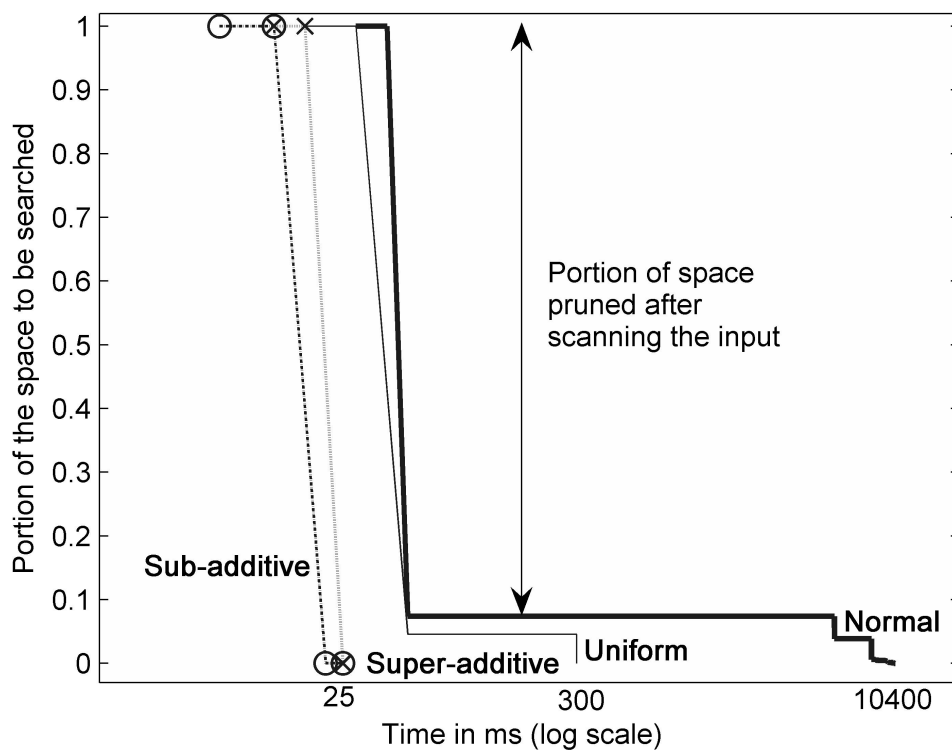 1
0.9
0.8
0.7
0.6
0.5
0.4
0.3
0.2
0.1
0
Portion of the space to be searched
Portion of space
pruned after
scanning the input
Sub-additive
Super-additive
Uniform
Normal
25
300
10400
Time in ms (log scale)